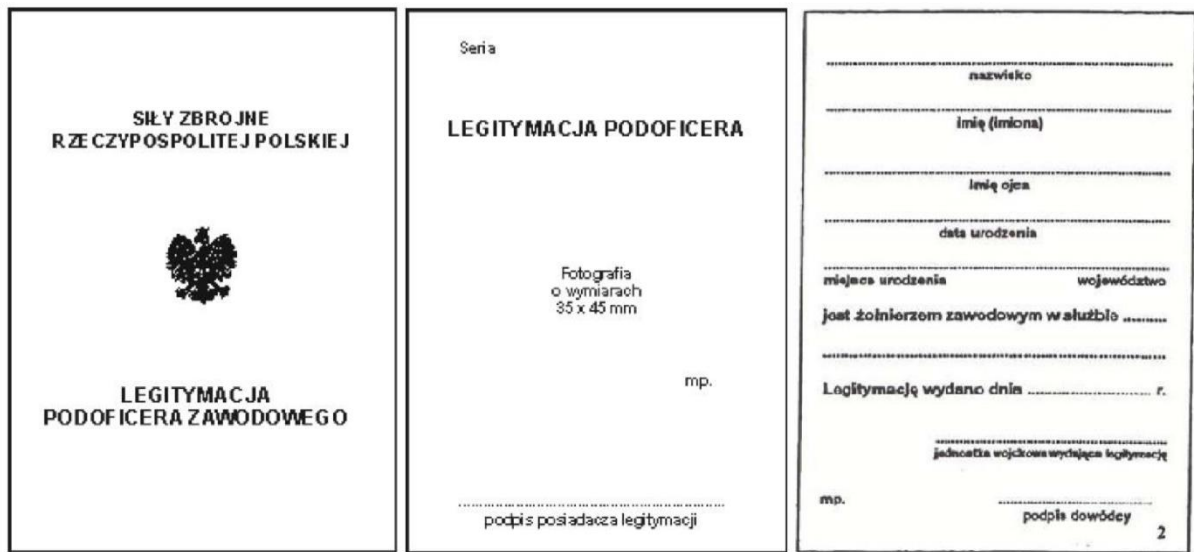 SIŁY ZBROJNE
RZECZYPOSPOLITEJ POLSKIEJ
LEGITYMACJA
PODOFICERA ZAWODOWEGO
Seria
LEGITYMACJA PODOFICERA
Fotografia
o wymiarach
35 x 45 mm
mp.
podpis posiadacza legitymacji
nazwisko
imię (imiona)
imię ojca
data urodzenia
miejsce urodzenia województwo
jest żołnierzem zawodowym w służbie ..........
Legitymację wydano dnia .......................... r.
jednostka wojskowa wydająca legitymację
mp.
podpis dowódcy
2